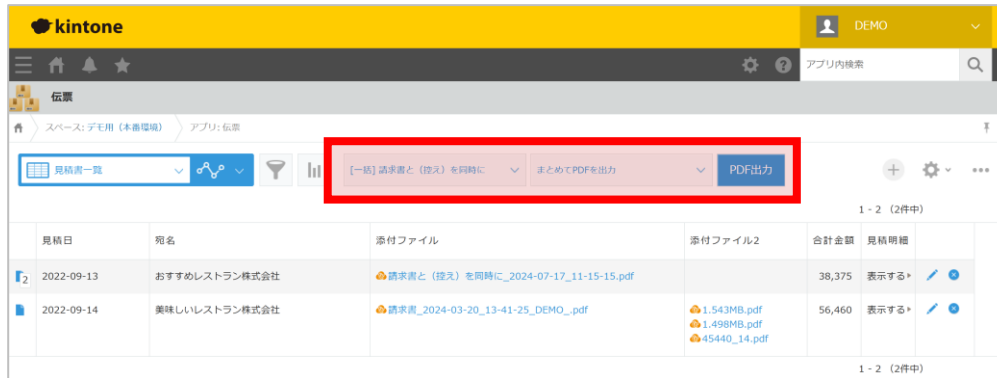 kintone
DEMO
アプリ内検索
伝票
スペース: デモ用（本番環境）
アプリ: 伝票
見積書一覧
[一括] 請求書と（控え）を同時に
まとめてPDFを出力
PDF出力
1 - 2 （2件中）
見積日 宛名 添付ファイル 添付ファイル2 合計金額 見積明細
2 2022-09-13 おすすめレストラン株式会社 請求書と（控え）を同時に_2024-07-17_11-15-15.pdf 38,375 表示する
2022-09-14 美味しいレストラン株式会社 請求書_2024-03-20_13-41-25_DEMO_.pdf 1.543MB.pdf 56,460 表示する
1.498MB.pdf
45440_14.pdf
1 - 2 （2件中）